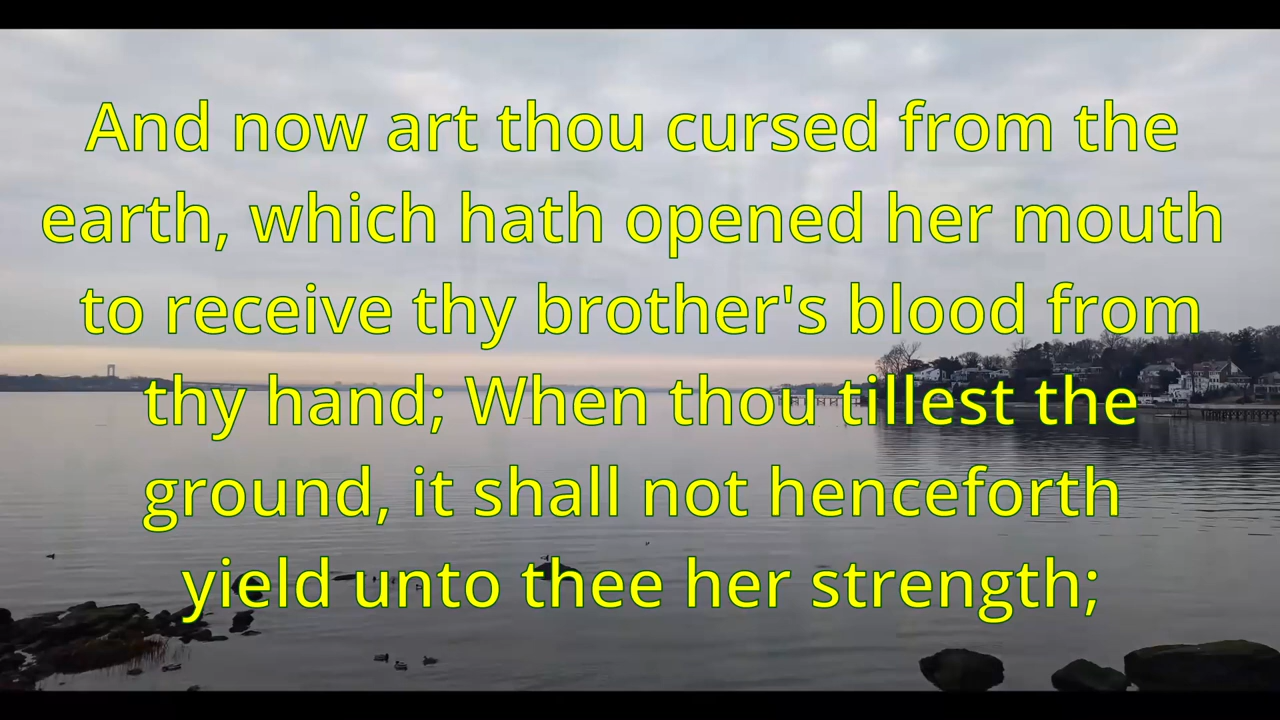 And now art thou cursed from the
earth, which hath opened her mouth
to receive thy brother's blood from
thy hand; When thou tillest the
ground, it shall not henceforth
yield unto thee her strength;